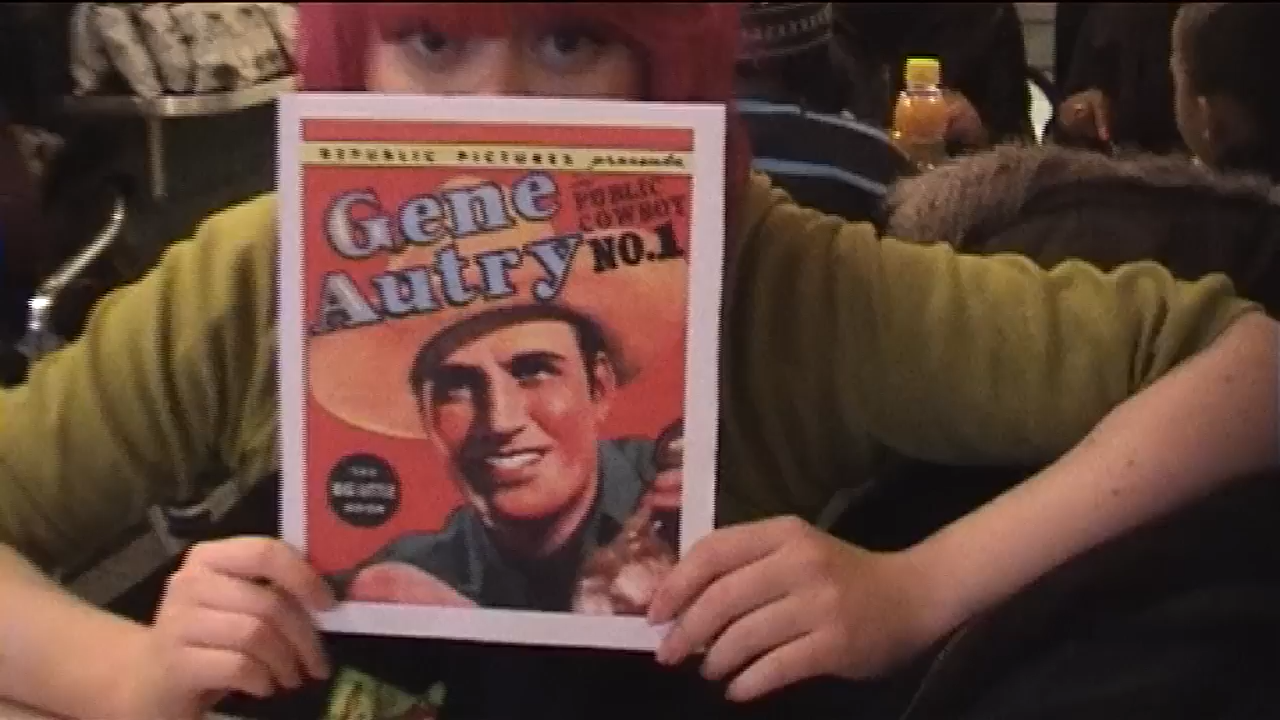 REPUBLIC PICTURES presents
Gene
Autry
PUBLIC
COWBOY
NO.1